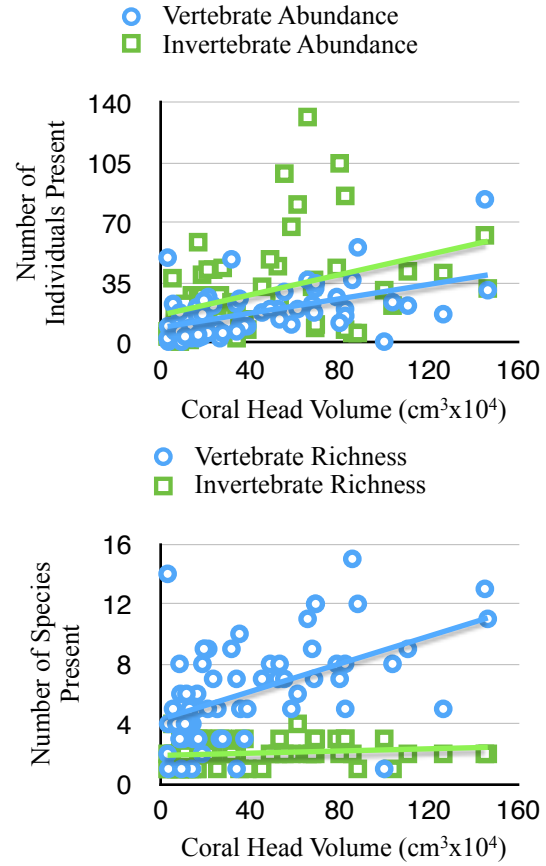 Vertebrate Abundance
Invertebrate Abundance
140
105
70
35
0
Number of
Individuals Present
0 40 80 120 160
Coral Head Volume (cm³x10⁴)
Vertebrate Richness
Invertebrate Richness
16
12
8
4
0
Number of Species
Present
0 40 80 120 160
Coral Head Volume (cm³x10⁴)